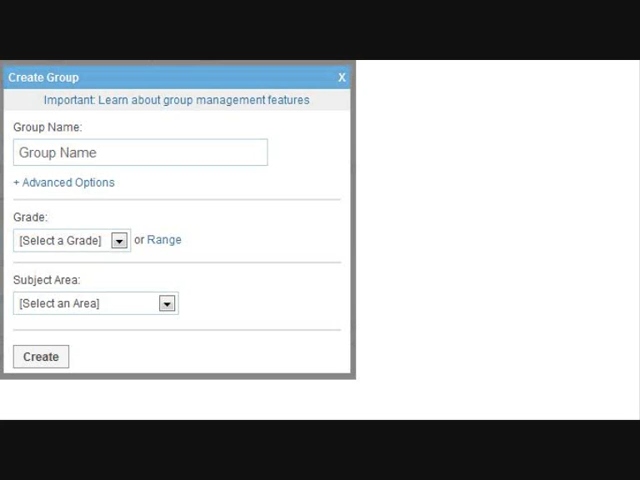 Create Group X
Important: Learn about group management features
Group Name:
Group Name
+ Advanced Options
Grade:
[Select a Grade] or Range
Subject Area:
[Select an Area]
Create